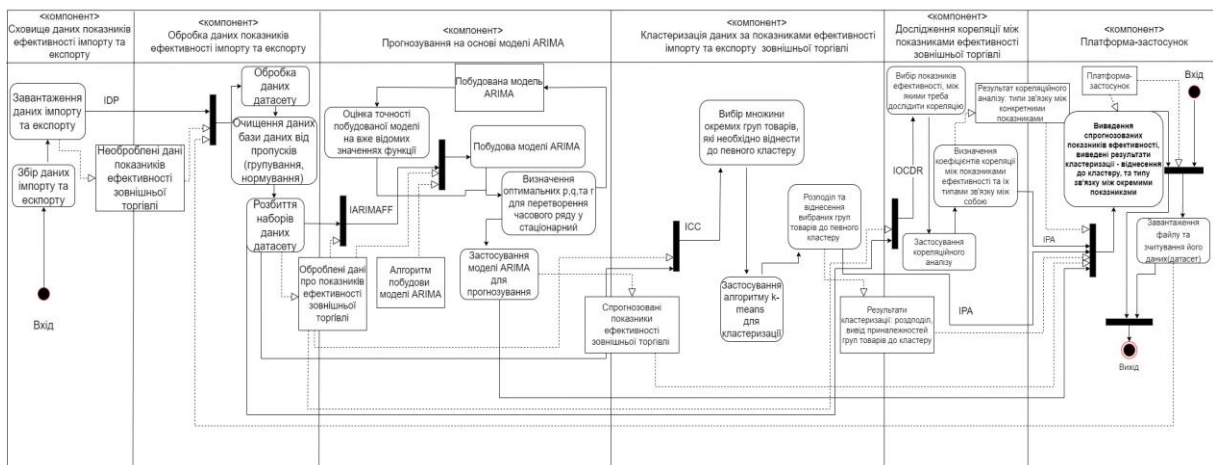 <компонент>
Сховище даних показників
ефективності імпорту та
експорту
<компонент>
Обробка даних показників
ефективності імпорту та експорту
<компонент>
Прогнозування на основі моделі ARIMA
<компонент>
Кластеризація даних за показниками ефективності
імпорту та експорту зовнішньої торгівлі
<компонент>
Дослідження кореляції між
показниками ефективності
зовнішньої торгівлі
<компонент>
Платформа-застосунок
Завантаження
даних імпорту
та експорту
IDP
Збір даних
імпорту та
ескпорту
Вхід
Необроблені дані
показників
ефективності
зовнішньої
торгівлі
Обробка
даних
датасету
Очищення даних
бази даних від
пропусків
(групування,
нормування)
Розбиття
наборів
даних
датасету
IARIMAFF
Оброблені дані
про показників
ефективності
зовнішньої
торгівлі
Побудована модель
ARIMA
Оцінка точності
побудованої моделі
на вже відомих
значеннях функції
Побудова моделі ARIMA
Визначення
оптимальних p,q,та r
для перетворення
часового ряду у
стаціонарний
Алгоритм
побудови
моделі ARIMA
Застосування
моделі ARIMA для
прогнозування
Спрогнозовані
показники
ефективності
зовнішньої торгівлі
ICC
Вибір множини
окремих груп товарів,
які необхідно віднести
до певного кластеру
Застосування
алгоритму k-
means
для
кластеризації
Розподіл та
віднесення
вибраних груп
товарів до певного
кластеру
Результати
кластеризації: роздподіл,
вивід приналежностей
груп товарів до кластеру
IOCDR
Вибір показників
ефективності, між
якими треба
дослідити кореляцію
Результат кореляційного
аналізу: типи зв'язку між
конкретними
показниками
Визначення
коефіцієнтів кореляції
між показниками
ефективності та їх
типами зв'язку між
собою
Застосування
кореляційного
аналізу
IPA
IPA
Платформа-
застосунок
Вхід
Виведення
спрогнозованих
показників ефективності,
виведені результати
кластеризації - віднесення
до кластеру, та типу
зв'язку між окремими
показниками
Завантаження
файлу та
зчитування його
даних(датасет)
Вихід